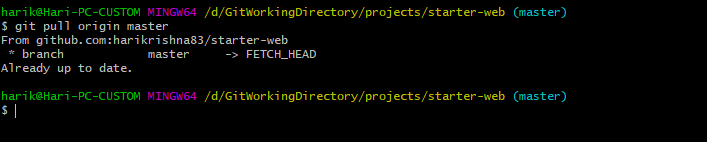 harik@Hari-PC-CUSTOM MINGW64 /d/GitWorkingDirectory/projects/starter-web (master)
$ git pull origin master
From github.com:harikrishna83/starter-web
 * branch            master     -> FETCH_HEAD
Already up to date.
harik@Hari-PC-CUSTOM MINGW64 /d/GitWorkingDirectory/projects/starter-web (master)
$